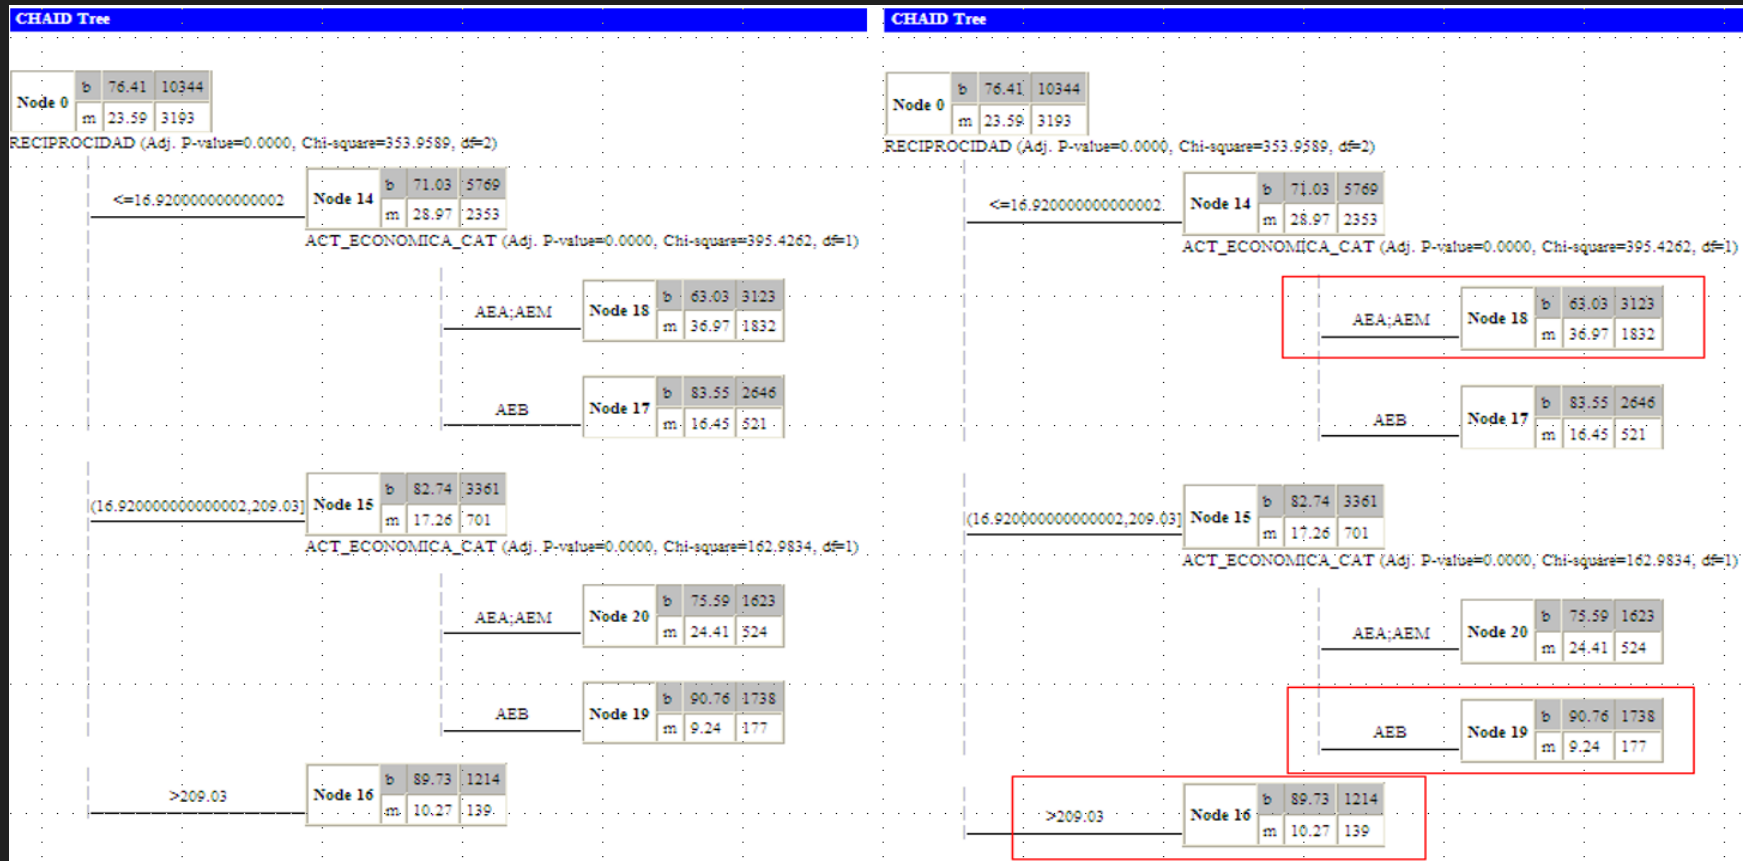 CHAID Tree
Node 0 b 76.41 10344
m 23.59 3193
RECIPROCIDAD (Adj. P-value=0.0000, Chi-square=353.9589, df=2)
<=16.920000000000002 Node 14 b 71.03 5769
m 28.97 2353
ACT_ECONOMICA_CAT (Adj. P-value=0.0000, Chi-square=395.4262, df=1)
AEA;AEM Node 18 b 63.03 3123
m 36.97 1832
AEB Node 17 b 83.55 2646
m 16.45 521
(16.920000000000002,209.03] Node 15 b 82.74 3361
m 17.26 701
ACT_ECONOMICA_CAT (Adj. P-value=0.0000, Chi-square=162.9834, df=1)
AEA;AEM Node 20 b 75.59 1623
m 24.41 524
AEB Node 19 b 90.76 1738
m 9.24 177
>209.03 Node 16 b 89.73 1214
m 10.27 139
CHAID Tree
Node 0 b 76.41 10344
m 23.59 3193
RECIPROCIDAD (Adj. P-value=0.0000, Chi-square=353.9589, df=2)
<=16.920000000000002 Node 14 b 71.03 5769
m 28.97 2353
ACT_ECONOMICA_CAT (Adj. P-value=0.0000, Chi-square=395.4262, df=1)
AEA;AEM Node 18 b 63.03 3123
m 36.97 1832
AEB Node 17 b 83.55 2646
m 16.45 521
(16.920000000000002,209.03] Node 15 b 82.74 3361
m 17.26 701
ACT_ECONOMICA_CAT (Adj. P-value=0.0000, Chi-square=162.9834, df=1)
AEA;AEM Node 20 b 75.59 1623
m 24.41 524
AEB Node 19 b 90.76 1738
m 9.24 177
>209.03 Node 16 b 89.73 1214
m 10.27 139